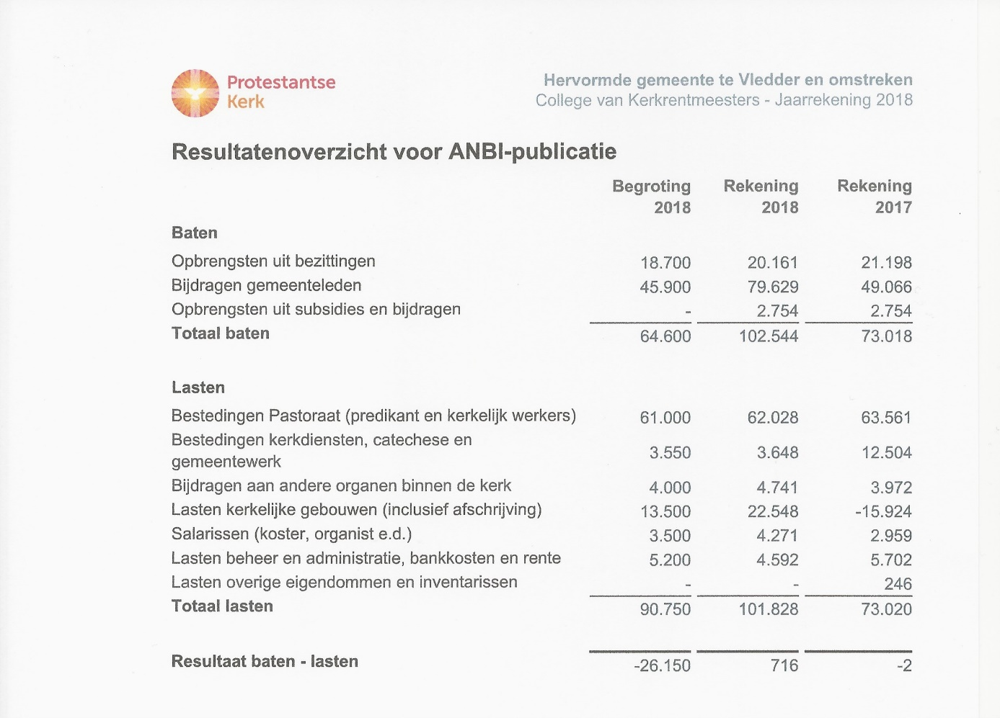 Protestantse
Kerk
Hervormde gemeente te Vledder en omstreken
College van Kerkrentmeesters - Jaarrekening 2018
Resultatenoverzicht voor ANBI-publicatie
Begroting Rekening Rekening
2018 2018 2017
Baten
Opbrengsten uit bezittingen 18.700 20.161 21.198
Bijdragen gemeenteleden 45.900 79.629 49.066
Opbrengsten uit subsidies en bijdragen - 2.754 2.754
Totaal baten 64.600 102.544 73.018
Lasten
Bestedingen Pastoraat (predikant en kerkelijk werkers) 61.000 62.028 63.561
Bestedingen kerkdiensten, catechese en
gemeentewerk 3.550 3.648 12.504
Bijdragen aan andere organen binnen de kerk 4.000 4.741 3.972
Lasten kerkelijke gebouwen (inclusief afschrijving) 13.500 22.548 -15.924
Salarissen (koster, organist e.d.) 3.500 4.271 2.959
Lasten beheer en administratie, bankkosten en rente 5.200 4.592 5.702
Lasten overige eigendommen en inventarissen - - 246
Totaal lasten 90.750 101.828 73.020
Resultaat baten - lasten -26.150 716 -2